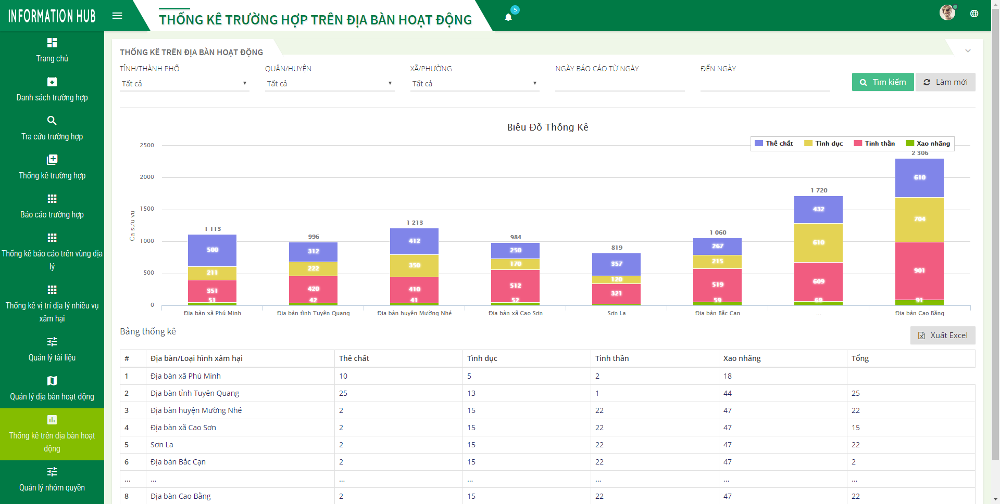 INFORMATION HUB
THỐNG KÊ TRƯỜNG HỢP TRÊN ĐỊA BÀN HOẠT ĐỘNG
5
Trang chủ
Danh sách trường hợp
Tra cứu trường hợp
Thống kê trường hợp
Báo cáo trường hợp
Thống kê báo cáo trên vùng địa
lý
Thống kê vị trí địa lý nhiều vụ
xâm hại
Quản lý tài liệu
Quản lý địa bàn hoạt động
Thống kê trên địa bàn hoạt
động
Quản lý nhóm quyền
THỐNG KÊ TRÊN ĐỊA BÀN HOẠT ĐỘNG
TỈNH/THÀNH PHỐ QUẬN/HUYỆN XÃ/PHƯỜNG NGÀY BÁO CÁO TỪ NGÀY ĐẾN NGÀY
Tất cả Tất cả Tất cả Tìm kiếm Làm mới
Biểu Đồ Thống Kê
Thể chất Tình dục Tinh thần Xao nhãng
Ca sựu vụ
2500
2000
1500
1000
500
0
1 113 996 1 213 984 819 1 060 1 720 2 306
500 312 412 250 357 267 432 610
211 222 350 170 120 215 610 704
351 420 410 512 321 519 609 901
51 42 41 52 59 69 91
Địa bàn xã Phú Minh Địa bàn tỉnh Tuyên Quang Địa bàn huyện Mường Nhé Địa bàn xã Cao Sơn Sơn La Địa bàn Bắc Cạn ... Địa bàn Cao Bằng
Bảng thống kê
Xuất Excel
# Địa bàn/Loại hình xâm hại Thể chất Tình dục Tinh thần Xao nhãng Tổng
1 Địa bàn xã Phú Minh 10 5 2 18
2 Địa bàn tỉnh Tuyên Quang 25 13 1 44 25
3 Địa bàn huyện Mường Nhé 2 15 22 47 22
4 Địa bàn xã Cao Sơn 2 15 22 47 15
5 Sơn La 2 15 22 47 22
6 Địa bàn Bắc Cạn 2 15 22 47 2
... ... ... ... ... ... ...
8 Địa bàn Cao Bằng 2 15 22 47 22